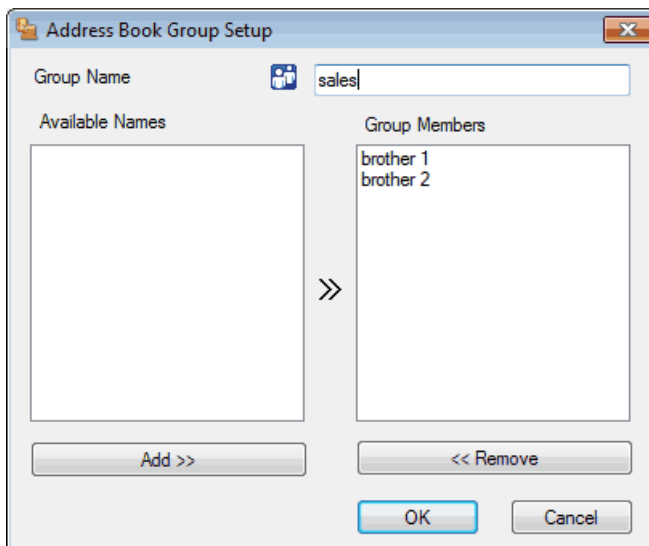 Address Book Group Setup
Group Name
sales
Available Names
Group Members
brother 1
brother 2
Add >>
<< Remove
OK
Cancel